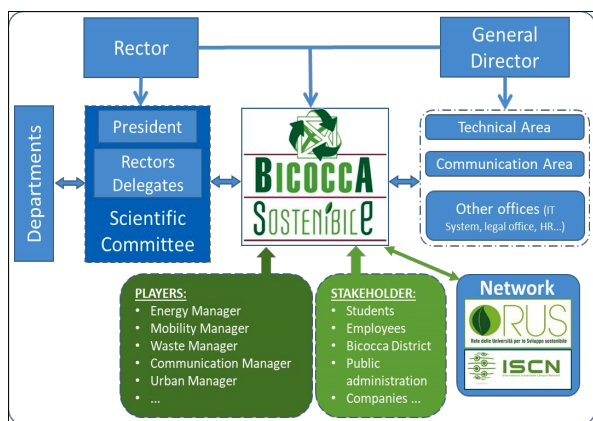 Rector
General
Director
Departments
President
Rectors
Delegates
Scientific
Committee
BICOCCA
SOSTENIBILE
Technical Area
Communication Area
Other offices (IT
System, legal office, HR...)
PLAYERS:
• Energy Manager
• Mobility Manager
• Waste Manager
• Communication Manager
• Urban Manager
• ...
STAKEHOLDER:
• Students
• Employees
• Bicocca District
• Public
administration
• Companies ...
Network
RUS
Rete delle Università per lo Sviluppo sostenibile
ISCN